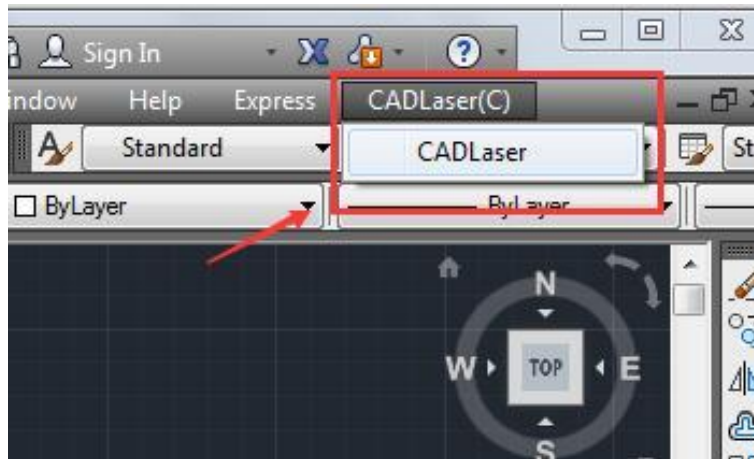 Sign In
indow Help Express CADLaser(C)
Standard CADLaser St
ByLayer ByLayer
N
W TOP E
S